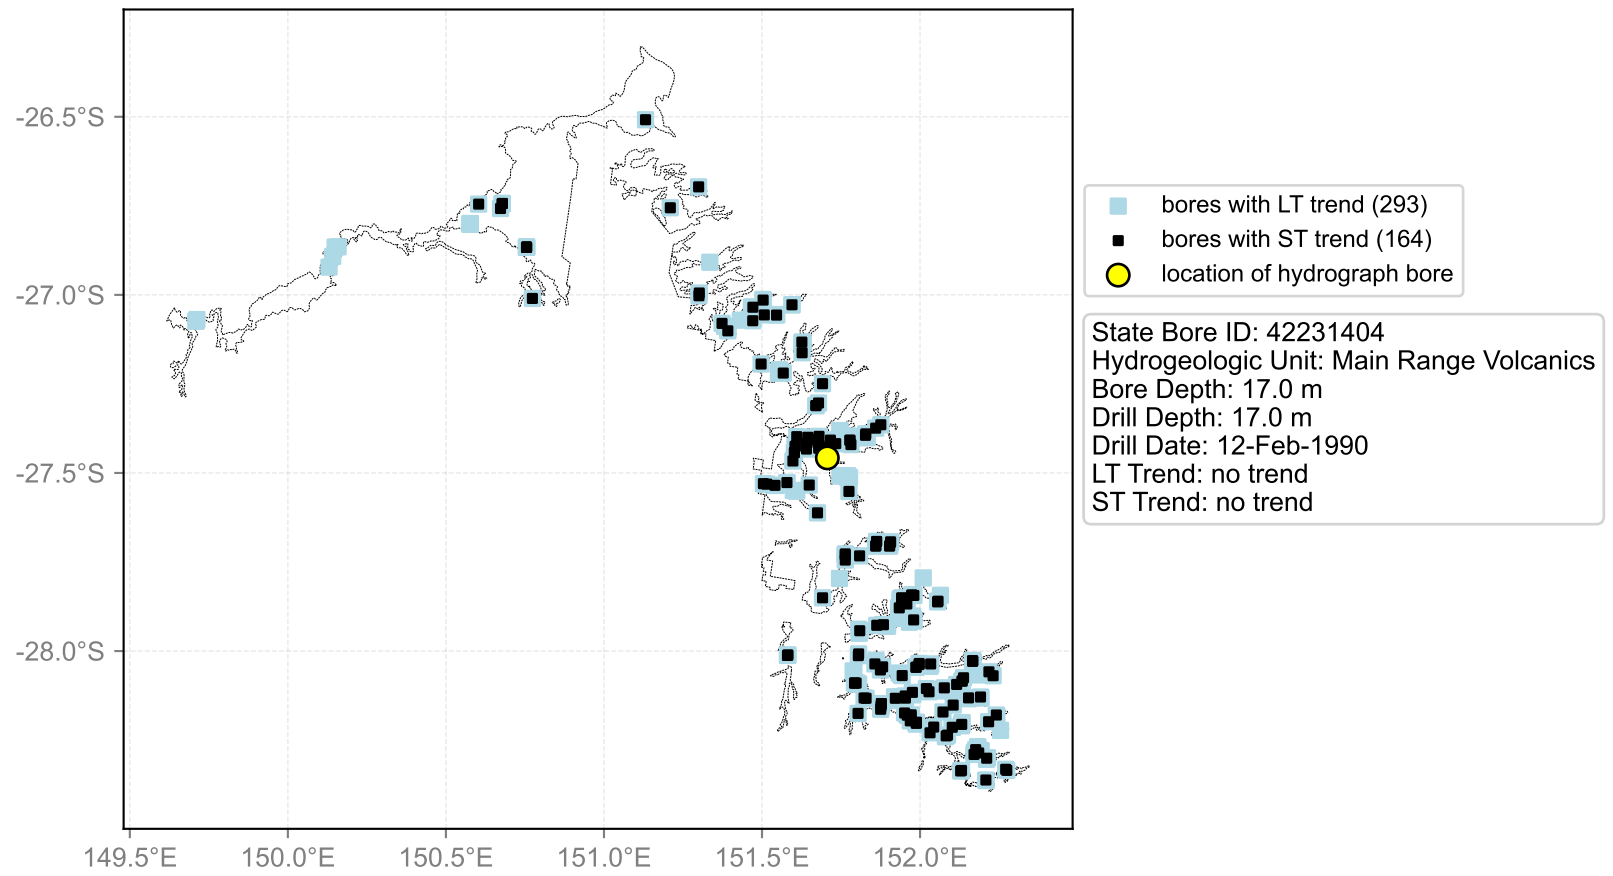 -26.5°S
-27.0°S
-27.5°S
-28.0°S
149.5°E 150.0°E 150.5°E 151.0°E 151.5°E 152.0°E
bores with LT trend (293)
bores with ST trend (164)
location of hydrograph bore
State Bore ID: 42231404
Hydrogeologic Unit: Main Range Volcanics
Bore Depth: 17.0 m
Drill Depth: 17.0 m
Drill Date: 12-Feb-1990
LT Trend: no trend
ST Trend: no trend